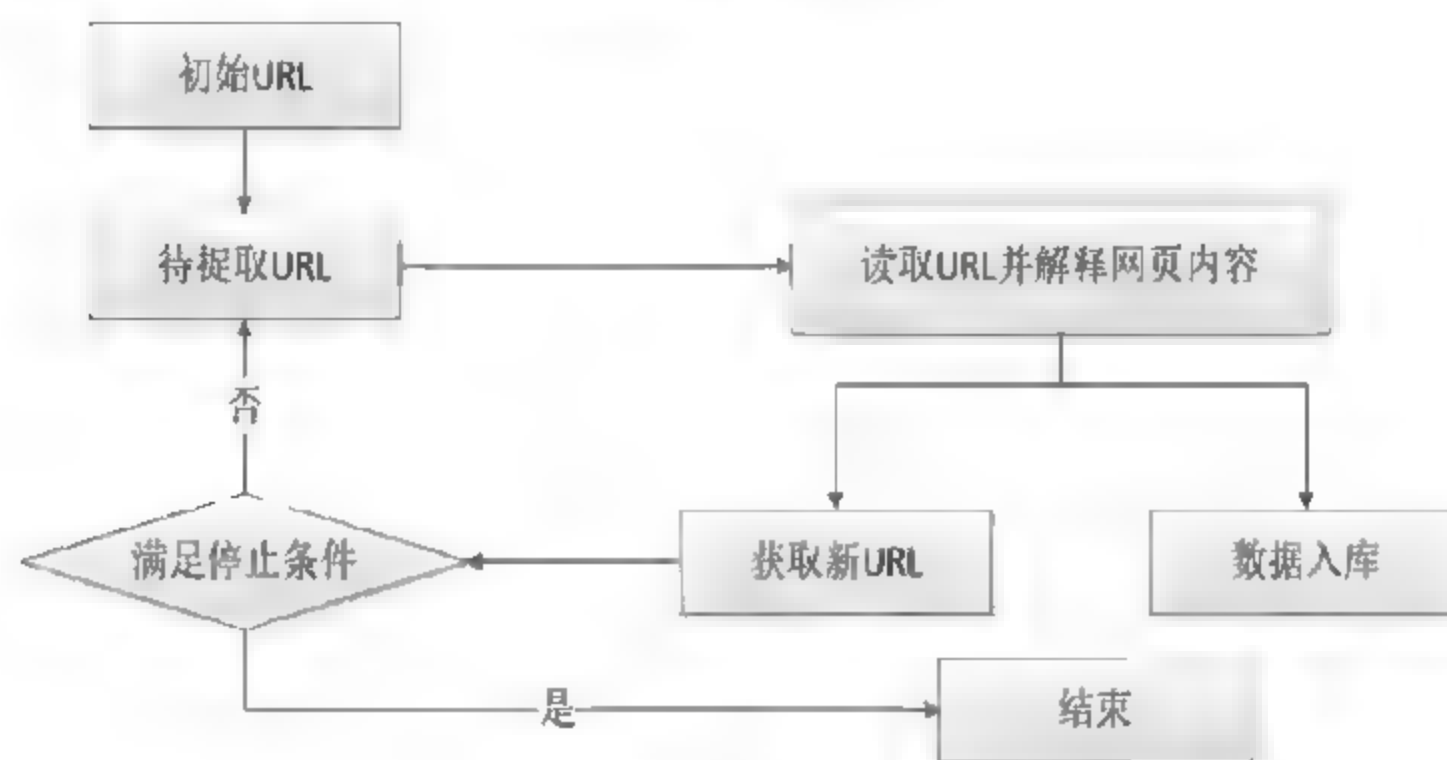 初始URL
待提取URL
读取URL并解释网页内容
否
满足停止条件
获取新URL
数据入库
是
结束